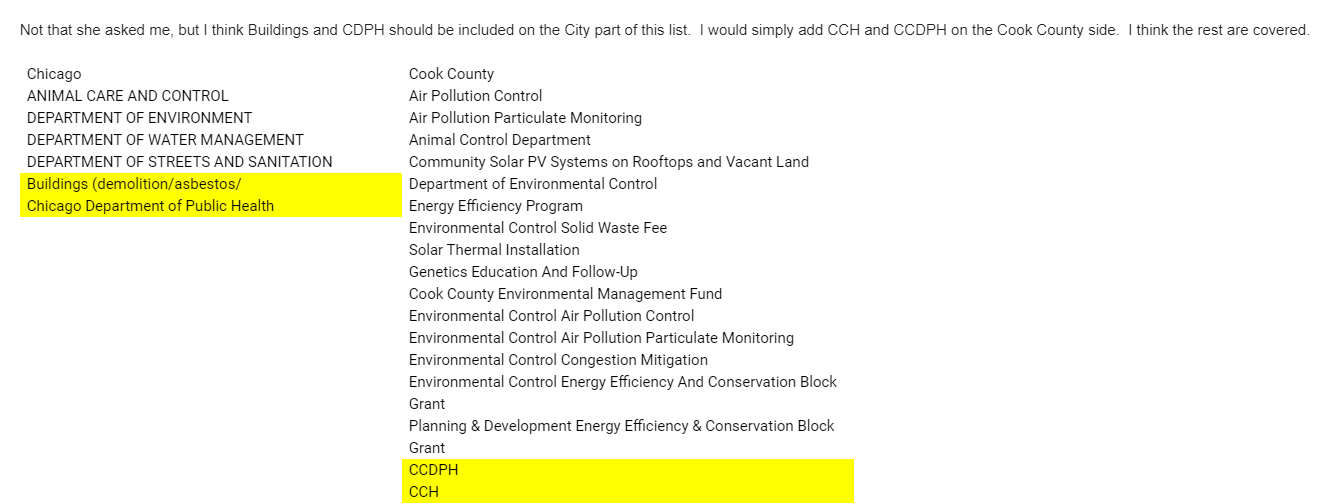 Not that she asked me, but I think Buildings and CDPH should be included on the City part of this list.  I would simply add CCH and CCDPH on the Cook County side.  I think the rest are covered.
Chicago
ANIMAL CARE AND CONTROL
DEPARTMENT OF ENVIRONMENT
DEPARTMENT OF WATER MANAGEMENT
DEPARTMENT OF STREETS AND SANITATION
Buildings (demolition/asbestos/
Chicago Department of Public Health
Cook County
Air Pollution Control
Air Pollution Particulate Monitoring
Animal Control Department
Community Solar PV Systems on Rooftops and Vacant Land
Department of Environmental Control
Energy Efficiency Program
Environmental Control Solid Waste Fee
Solar Thermal Installation
Genetics Education And Follow-Up
Cook County Environmental Management Fund
Environmental Control Air Pollution Control
Environmental Control Air Pollution Particulate Monitoring
Environmental Control Congestion Mitigation
Environmental Control Energy Efficiency And Conservation Block
Grant
Planning & Development Energy Efficiency & Conservation Block
Grant
CCDPH
CCH